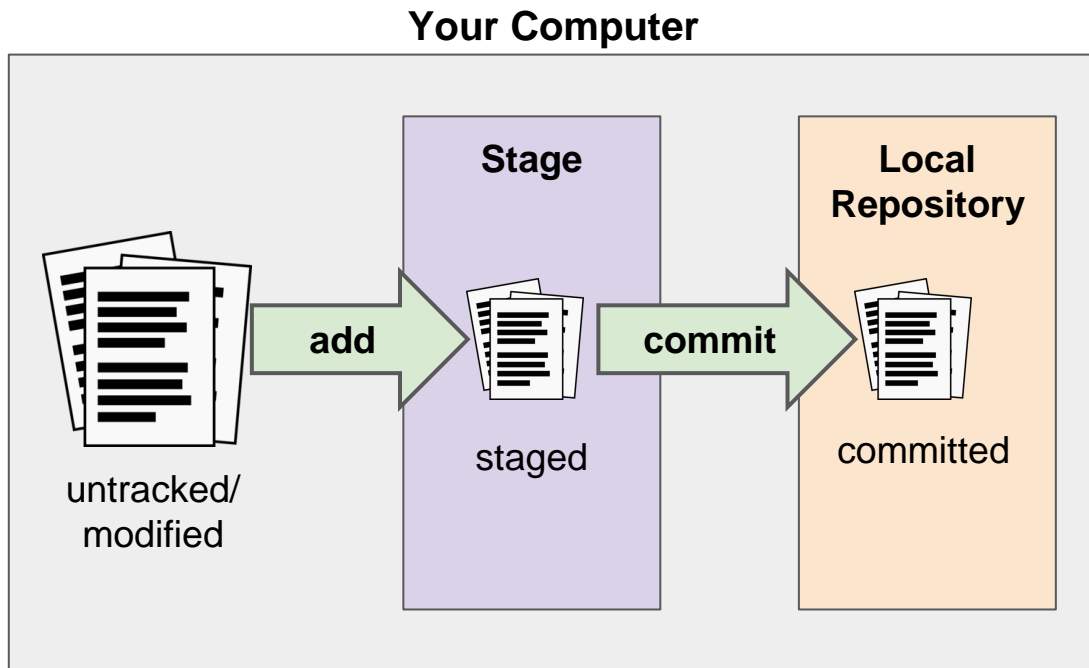 Your Computer
Stage
Local
Repository
add
commit
staged
committed
untracked/
modified